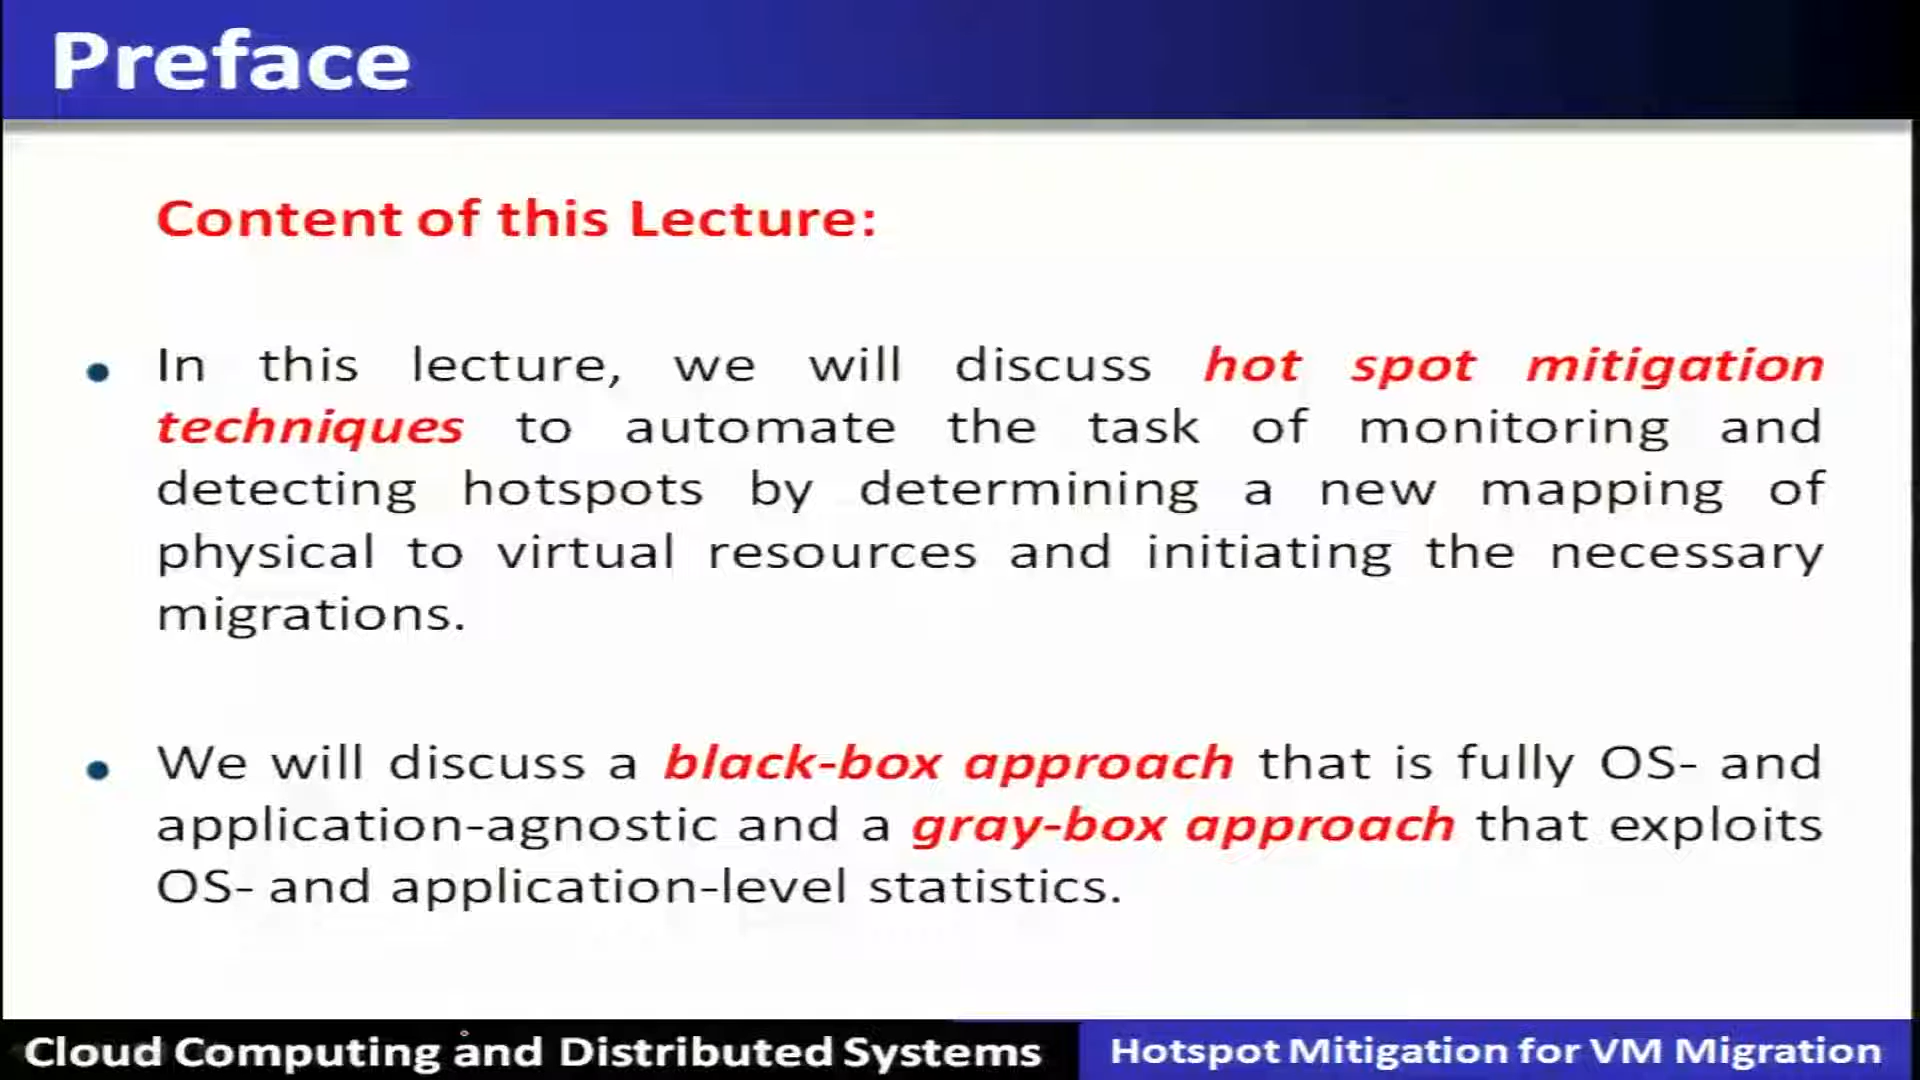 Preface
Content of this Lecture:
• In this lecture, we will discuss hot spot mitigation
techniques to automate the task of monitoring and
detecting hotspots by determining a new mapping of
physical to virtual resources and initiating the necessary
migrations.
• We will discuss a black-box approach that is fully OS- and
application-agnostic and a gray-box approach that exploits
OS- and application-level statistics.
Cloud Computing and Distributed Systems
Hotspot Mitigation for VM Migration